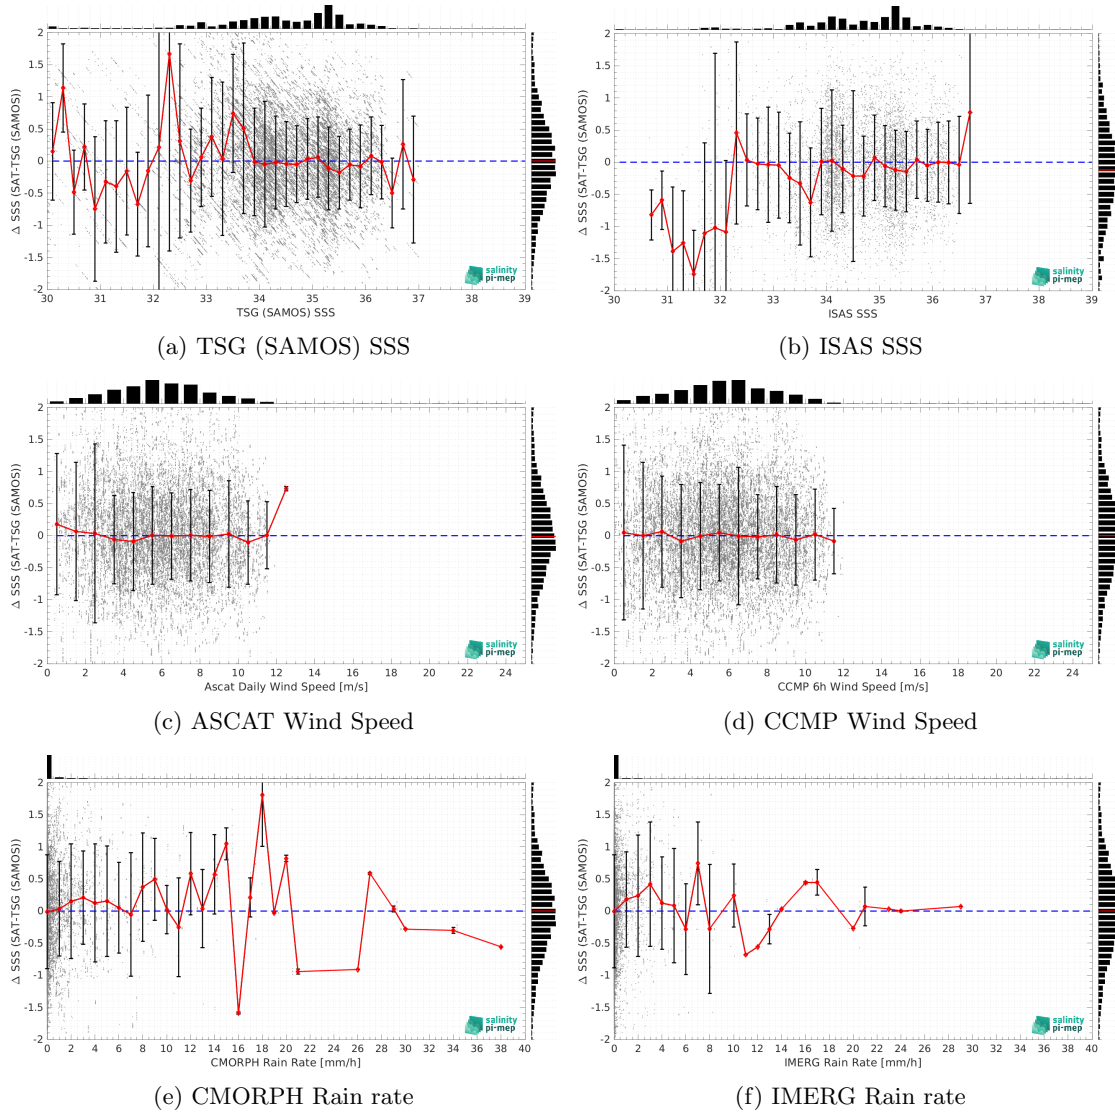 2
1.5
1
0.5
0
-0.5
-1
-1.5
-2
Δ SSS (SAT-TSG (SAMOS))
30 31 32 33 34 35 36 37 38 39
TSG (SAMOS) SSS
salinity
pi-mep
(a) TSG (SAMOS) SSS
2
1.5
1
0.5
0
-0.5
-1
-1.5
-2
Δ SSS (SAT-TSG (SAMOS))
30 31 32 33 34 35 36 37 38 39
ISAS SSS
salinity
pi-mep
(b) ISAS SSS
2
1.5
1
0.5
0
-0.5
-1
-1.5
-2
Δ SSS (SAT-TSG (SAMOS))
0 2 4 6 8 10 12 14 16 18 20 22 24
Ascat Daily Wind Speed [m/s]
salinity
pi-mep
(c) ASCAT Wind Speed
2
1.5
1
0.5
0
-0.5
-1
-1.5
-2
Δ SSS (SAT-TSG (SAMOS))
0 2 4 6 8 10 12 14 16 18 20 22 24
CCMP 6h Wind Speed [m/s]
salinity
pi-mep
(d) CCMP Wind Speed
2
1.5
1
0.5
0
-0.5
-1
-1.5
-2
Δ SSS (SAT-TSG (SAMOS))
0 2 4 6 8 10 12 14 16 18 20 22 24 26 28 30 32 34 36 38 40
CMORPH Rain Rate [mm/h]
salinity
pi-mep
(e) CMORPH Rain rate
2
1.5
1
0.5
0
-0.5
-1
-1.5
-2
Δ SSS (SAT-TSG (SAMOS))
0 2 4 6 8 10 12 14 16 18 20 22 24 26 28 30 32 34 36 38 40
IMERG Rain Rate [mm/h]
salinity
pi-mep
(f) IMERG Rain rate